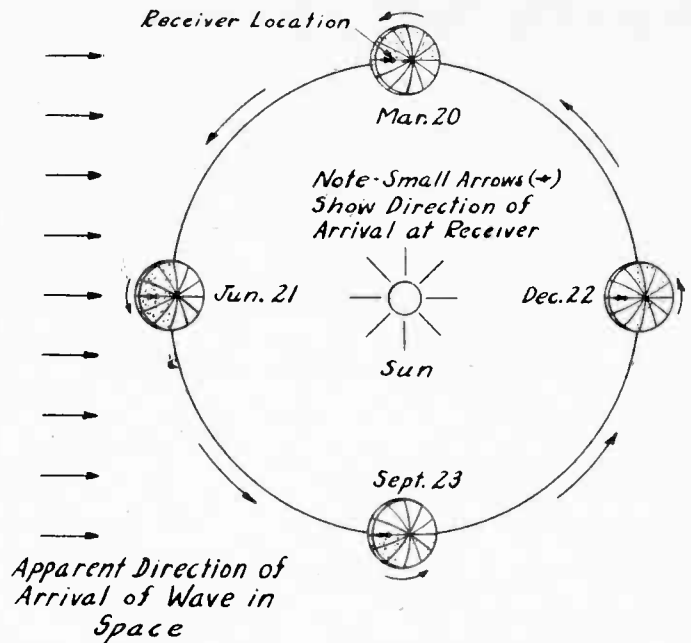 Receiver Location
Mar. 20
Note-Small Arrows (→)
Show Direction of
Arrival at Receiver
Jun. 21
Dec. 22
Sun
Sept. 23
Apparent Direction of
Arrival of Wave in
Space